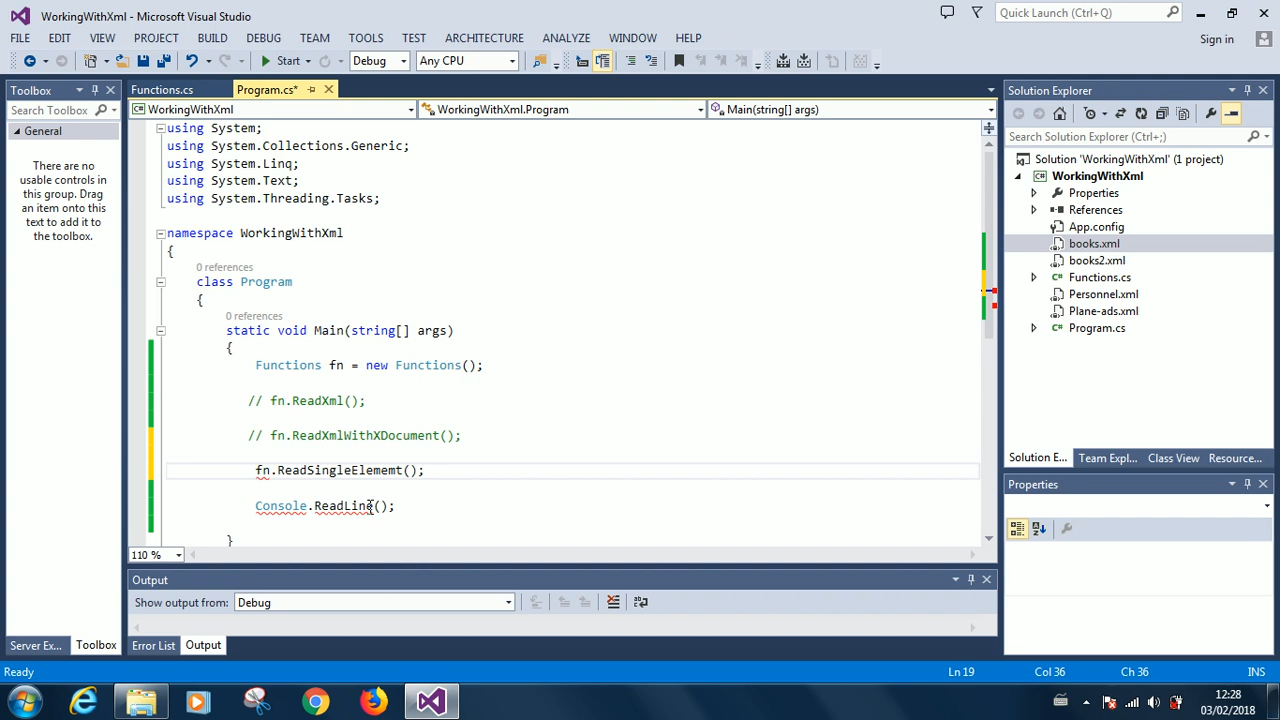 WorkingWithXml - Microsoft Visual Studio
Quick Launch (Ctrl+Q)
FILE EDIT VIEW PROJECT BUILD DEBUG TEAM TOOLS TEST ARCHITECTURE ANALYZE WINDOW HELP
Sign in
Start Debug Any CPU
Toolbox
Search Toolbox
General
There are no
usable controls in
this group. Drag
an item onto this
text to add it to
the toolbox.
Server Ex... Toolbox
Functions.cs Program.cs*
WorkingWithXml WorkingWithXml.Program Main(string[] args)
using System;
using System.Collections.Generic;
using System.Linq;
using System.Text;
using System.Threading.Tasks;
namespace WorkingWithXml
{
0 references
class Program
{
0 references
static void Main(string[] args)
{
Functions fn = new Functions();
// fn.ReadXml();
// fn.ReadXmlWithXDocument();
fn.ReadSingleElememt();
Console.ReadLine();
}
110 %
Output
Show output from: Debug
Error List Output
Solution Explorer
Search Solution Explorer (Ctrl+;)
Solution 'WorkingWithXml' (1 project)
WorkingWithXml
Properties
References
App.config
books.xml
books2.xml
Functions.cs
Personnel.xml
Plane-ads.xml
Program.cs
Solution E... Team Expl... Class View Resource...
Properties
Ready Ln 19 Col 36 Ch 36 INS
12:28
03/02/2018